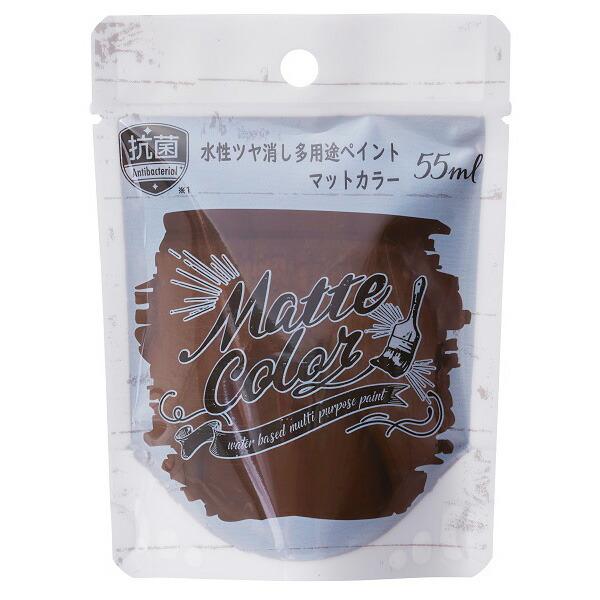 抗菌
Antibacterial
※1
水性ツヤ消し多用途ペイント
マットカラー
55ml
Matte
Color
water based multi purpose paint